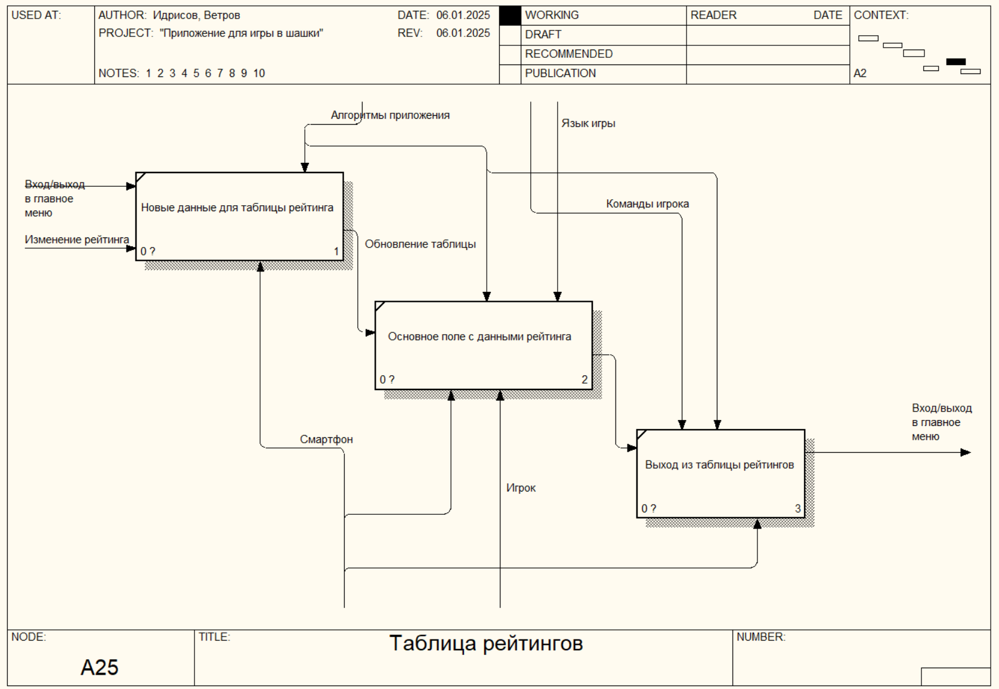 USED AT:
AUTHOR: Идрисов, Ветров
DATE: 06.01.2025
PROJECT: "Приложение для игры в шашки"
REV: 06.01.2025
NOTES: 1 2 3 4 5 6 7 8 9 10
WORKING
DRAFT
RECOMMENDED
PUBLICATION
READER DATE
CONTEXT:
A2
Алгоритмы приложения
Язык игры
Вход/выход
в главное
меню
Новые данные для таблицы рейтинга
Команды игрока
Изменение рейтинга
0 ? 1
Обновление таблицы
Основное поле с данными рейтинга
0 ? 2
Вход/выход
в главное
меню
Смартфон
Выход из таблицы рейтингов
Игрок
0 ? 3
NODE:
A25
TITLE:
Таблица рейтингов
NUMBER: